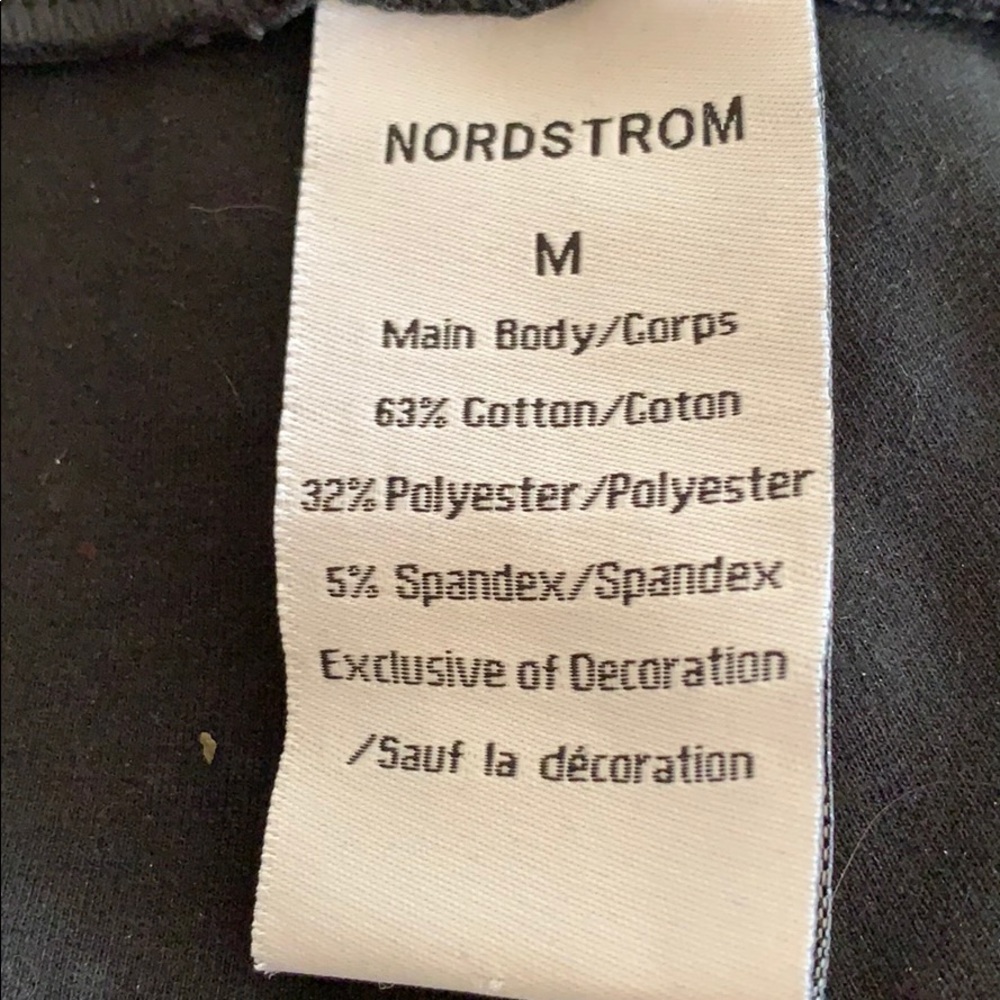 NORDSTROM
M
Main Body/Corps
63% Cotton/Coton
32% Polyester/Polyester
5% Spandex/Spandex
Exclusive of Decoration
/Sauf la décoration